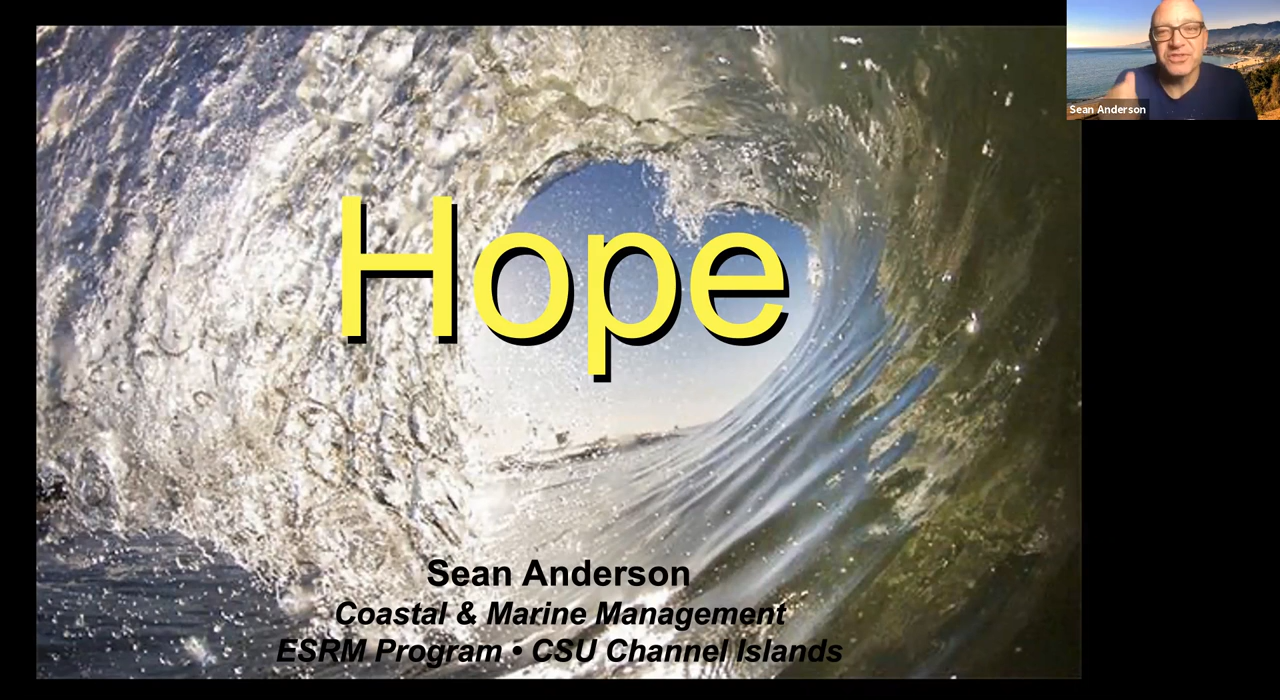 Hope
Sean Anderson
Coastal & Marine Management
ESRM Program • CSU Channel Islands
Sean Anderson